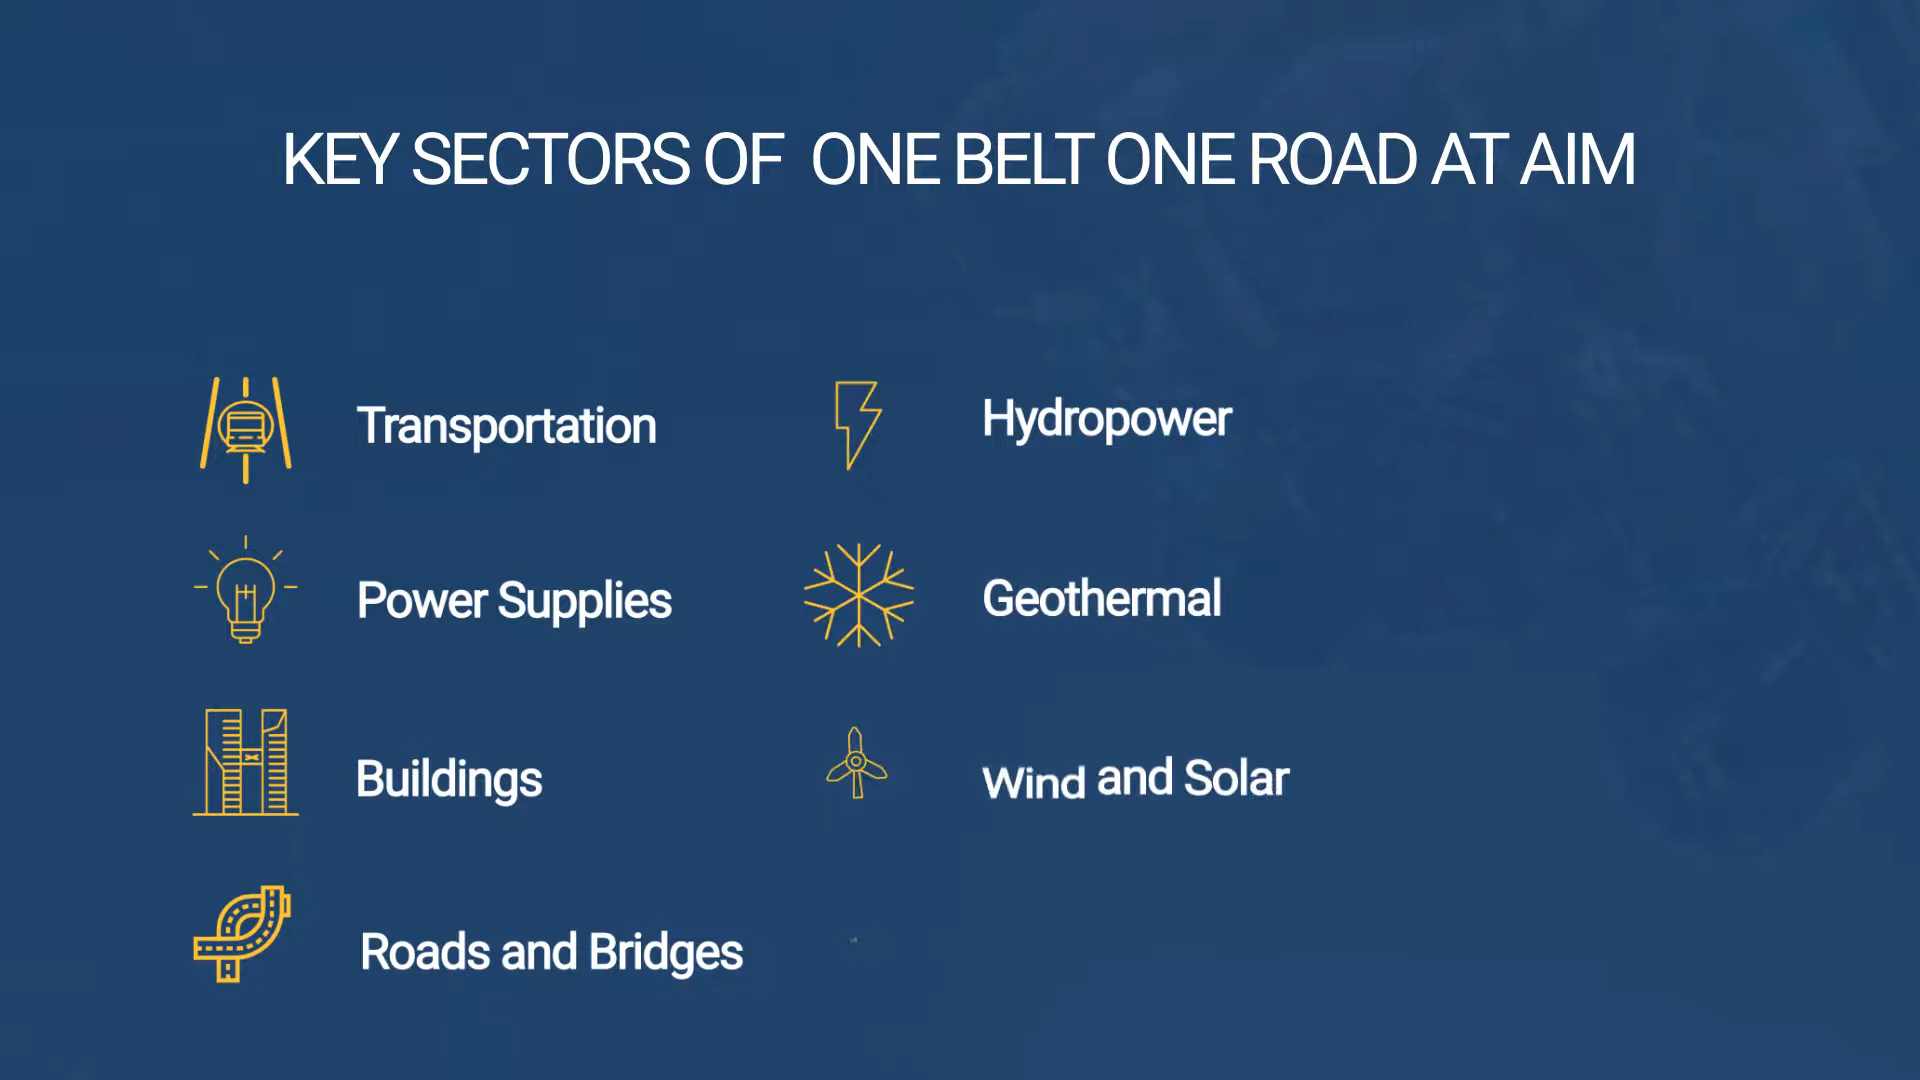 KEY SECTORS OF  ONE BELT ONE ROAD AT AIM
Transportation
Power Supplies
Buildings
Roads and Bridges
Hydropower
Geothermal
Wind and Solar